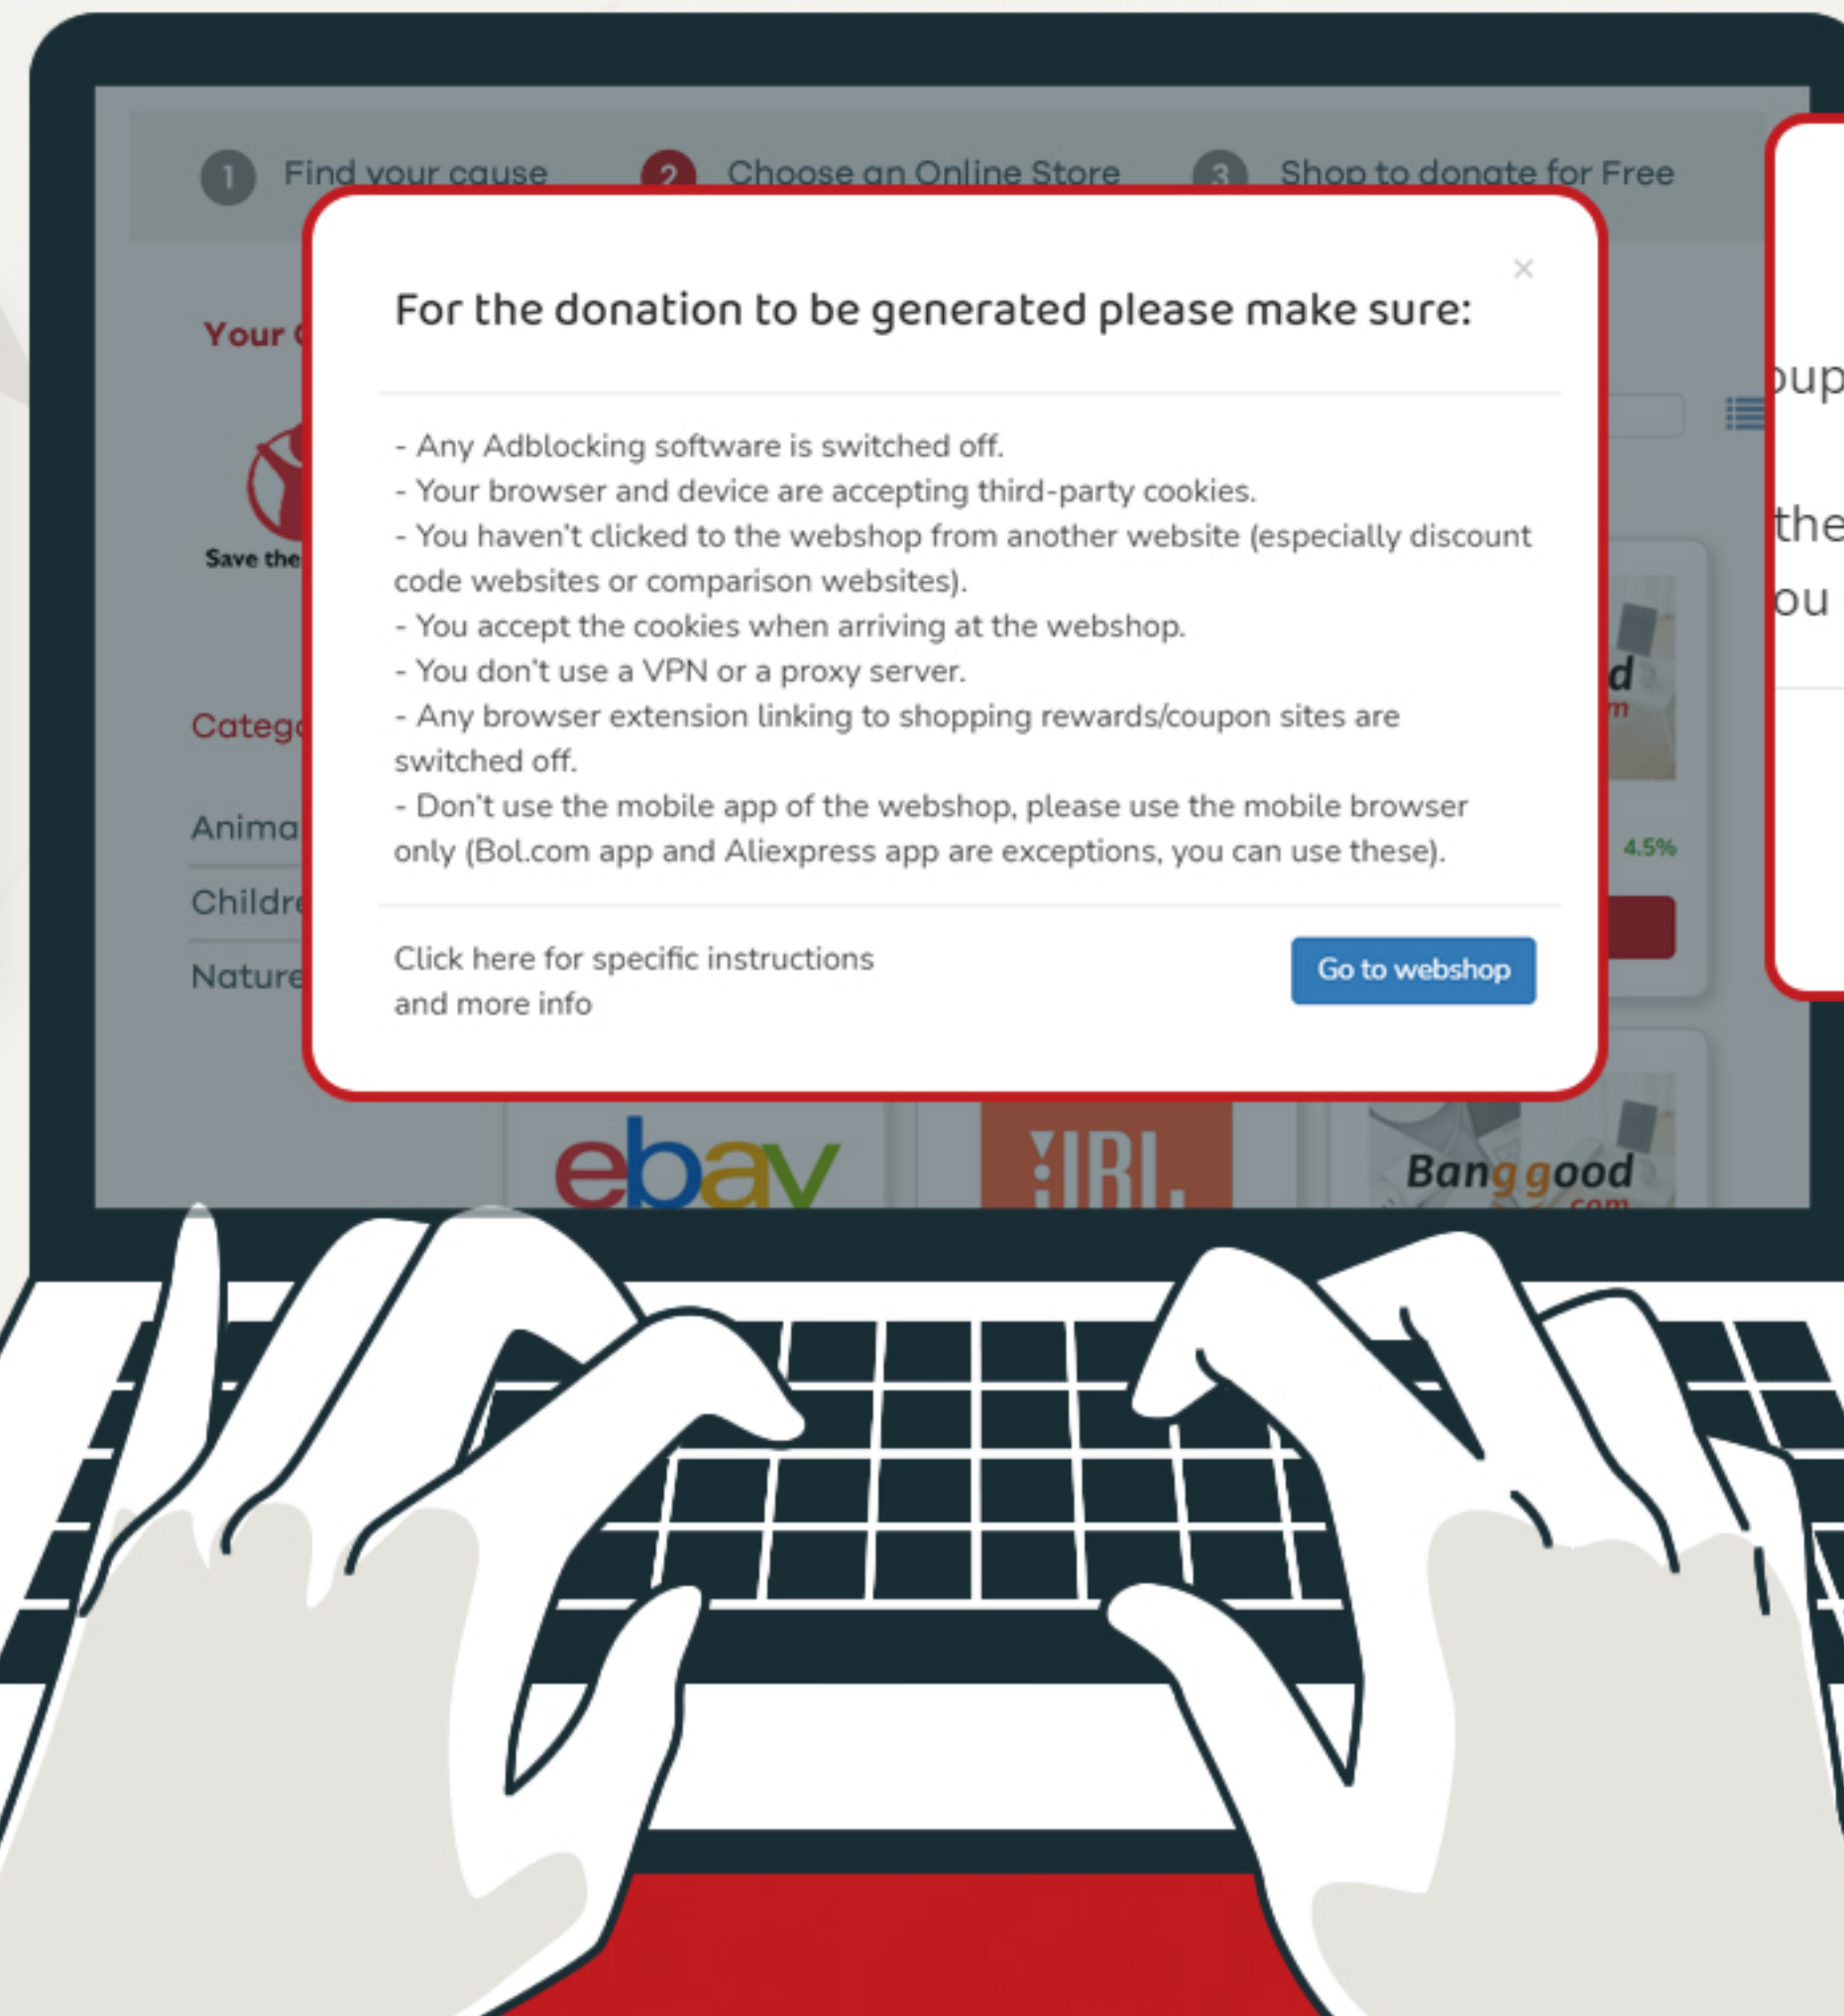 1 Find your cause 2 Choose an Online Store 3 Shop to donate for Free
For the donation to be generated please make sure:
×
- Any Adblocking software is switched off.
- Your browser and device are accepting third-party cookies.
- You haven't clicked to the webshop from another website (especially discount
code websites or comparison websites).
- You accept the cookies when arriving at the webshop.
- You don't use a VPN or a proxy server.
- Any browser extension linking to shopping rewards/coupon sites are
switched off.
- Don't use the mobile app of the webshop, please use the mobile browser
only (Bol.com app and Aliexpress app are exceptions, you can use these).
Click here for specific instructions
and more info
Go to webshop
Your
Save the
Nature
4.5%
the
ebay
JBL
Banggood
.com